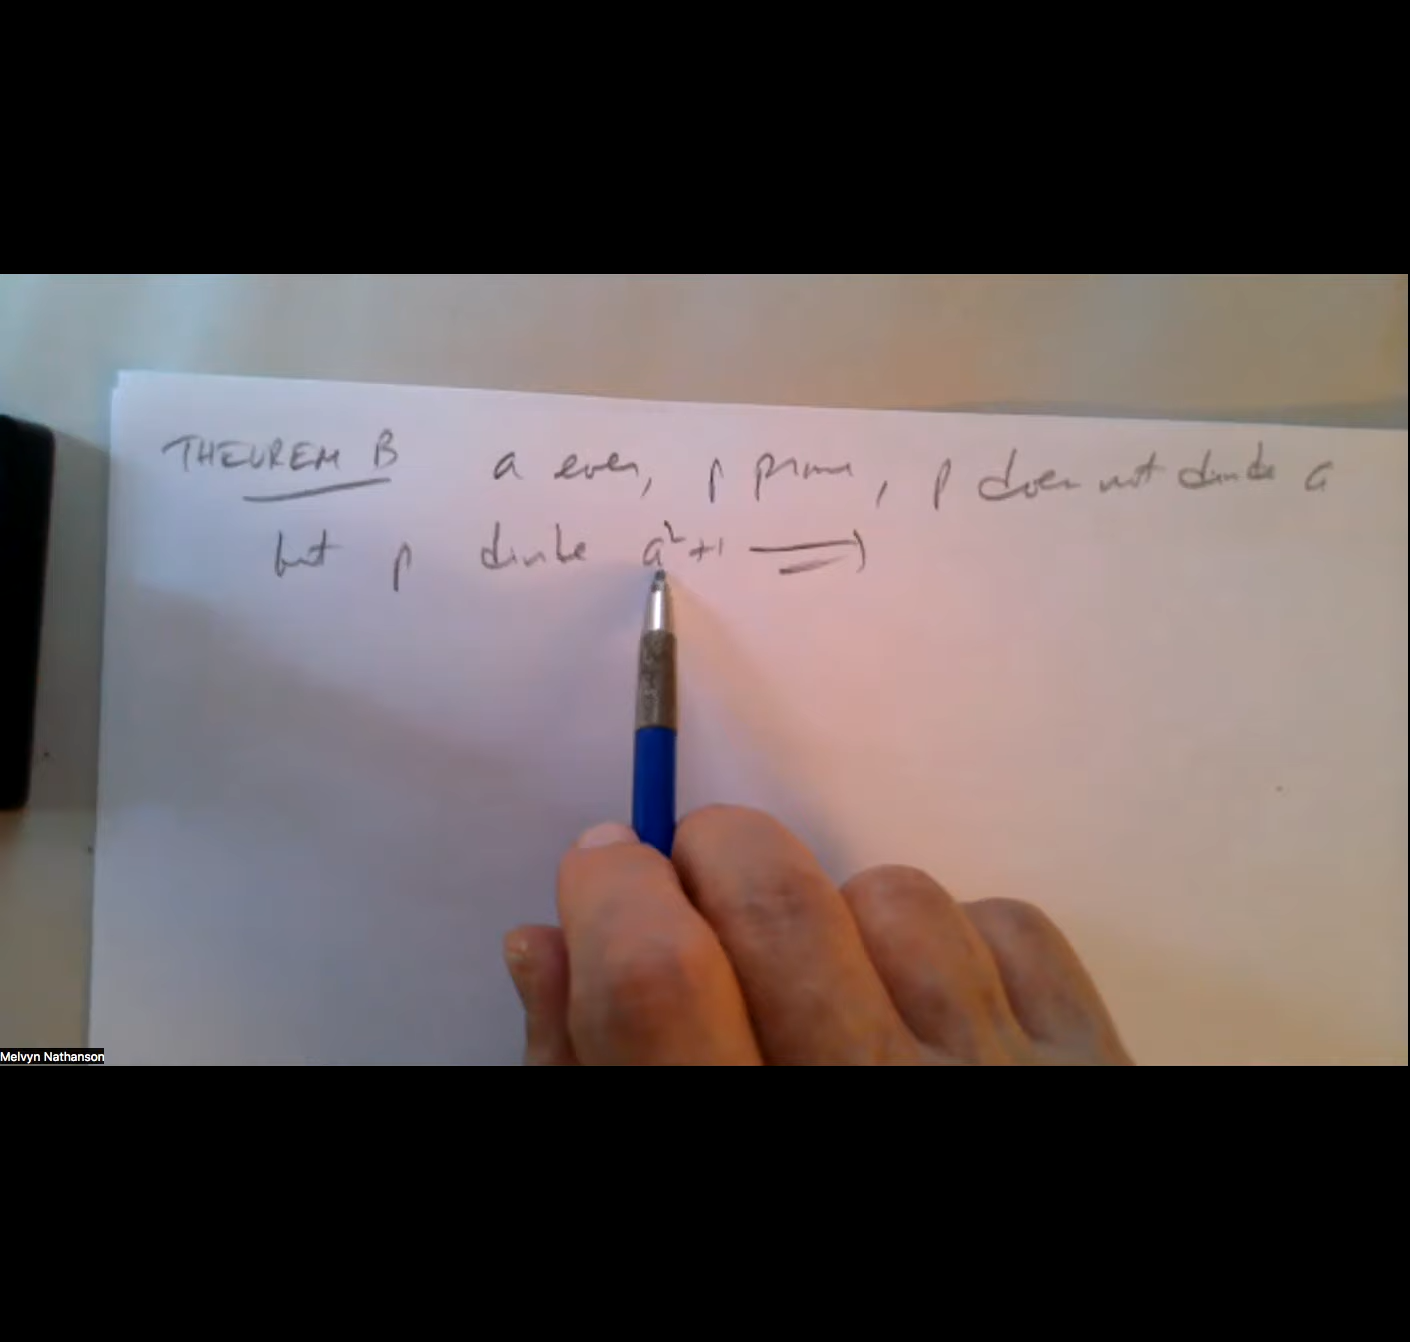 THEOREM B a even, p prime, p does not divide a
but p divides a²+1 ⟹
Melvyn Nathanson